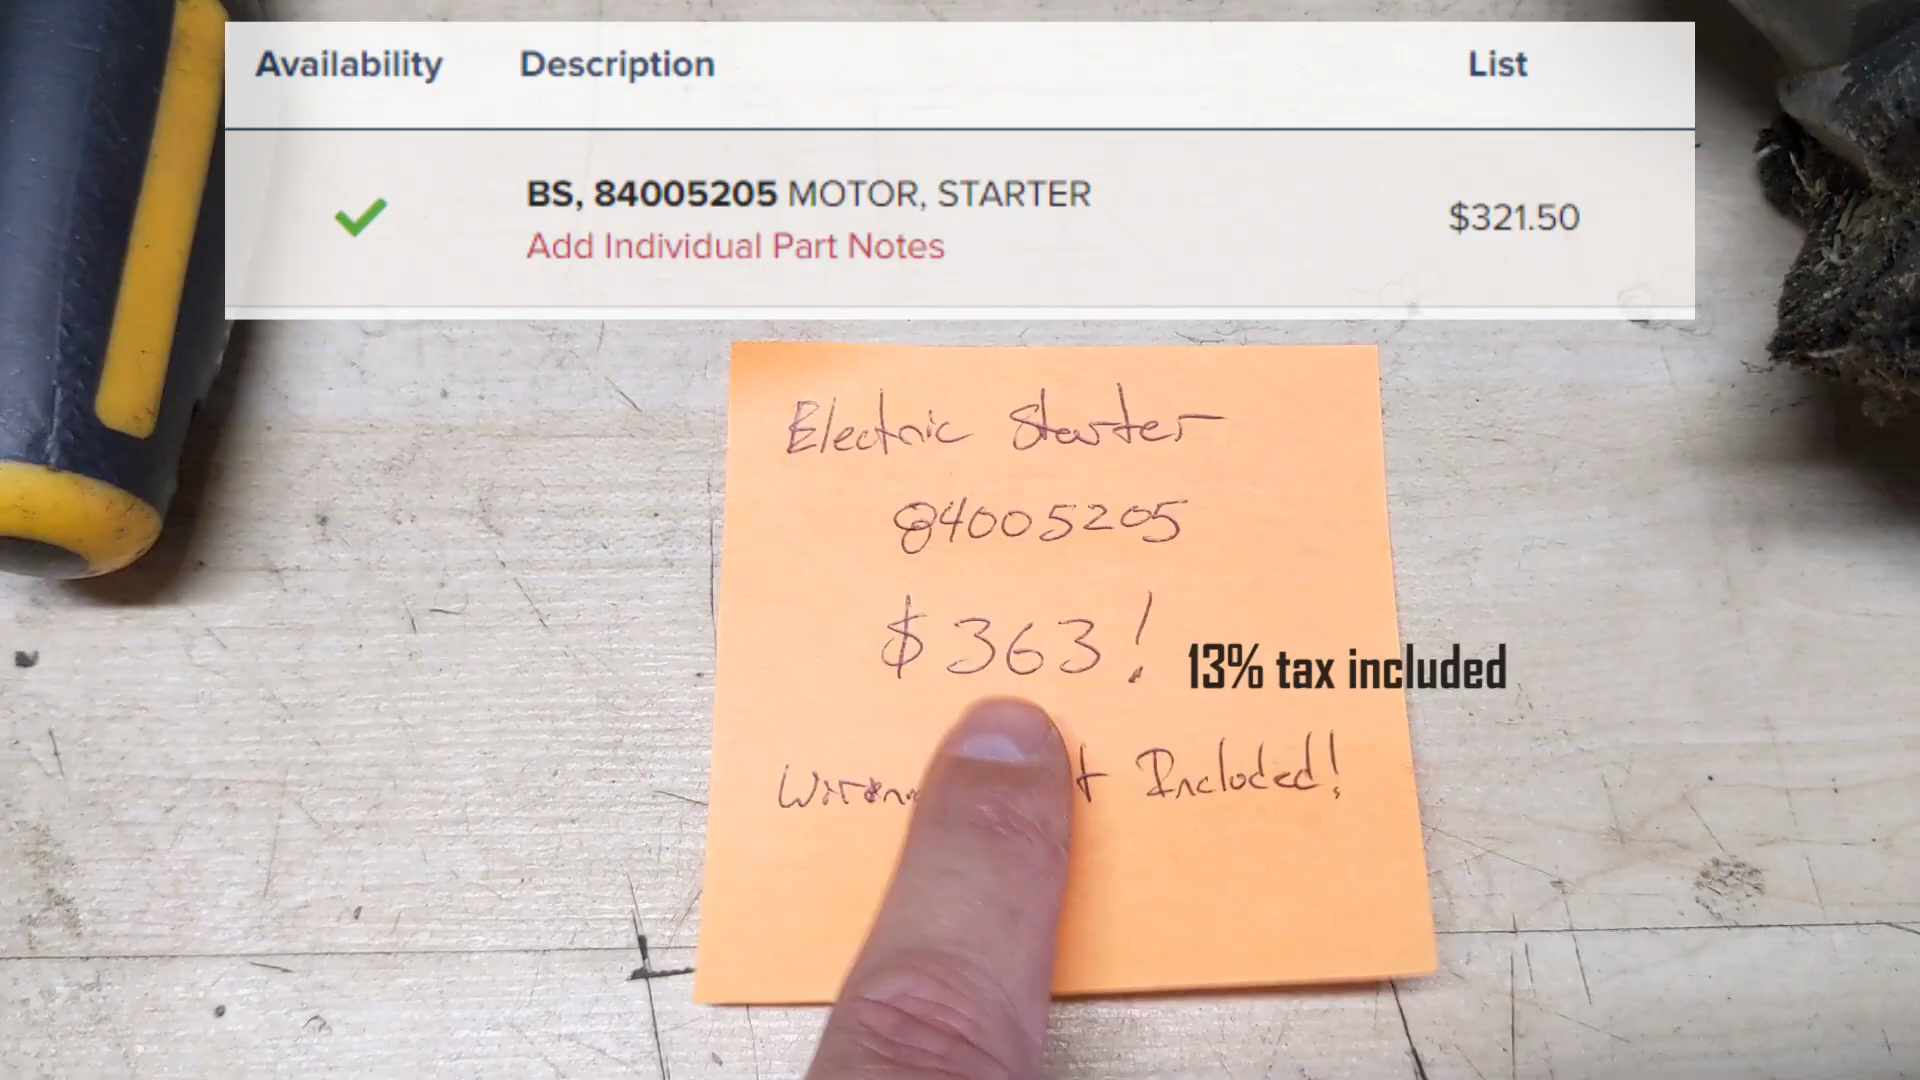 Availability Description List
BS, 84005205 MOTOR, STARTER $321.50
Add Individual Part Notes
Electric Starter
84005205
$363!
13% tax included
Included!